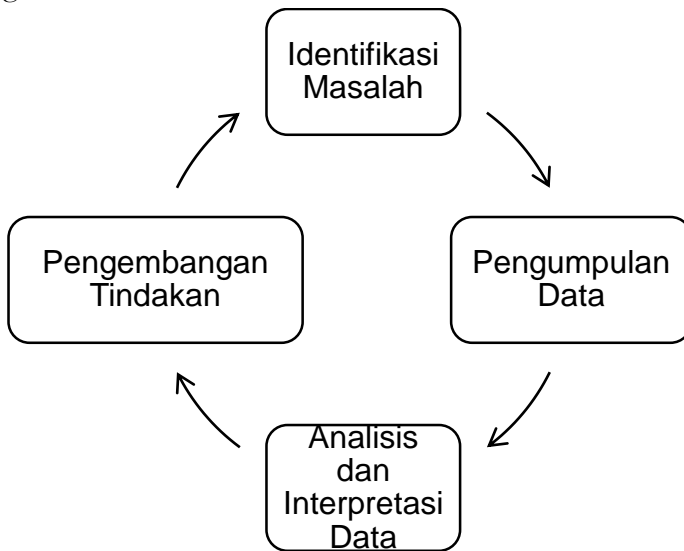 Identifikasi
Masalah
Pengumpulan
Data
Analisis
dan
Interpretasi
Data
Pengembangan
Tindakan